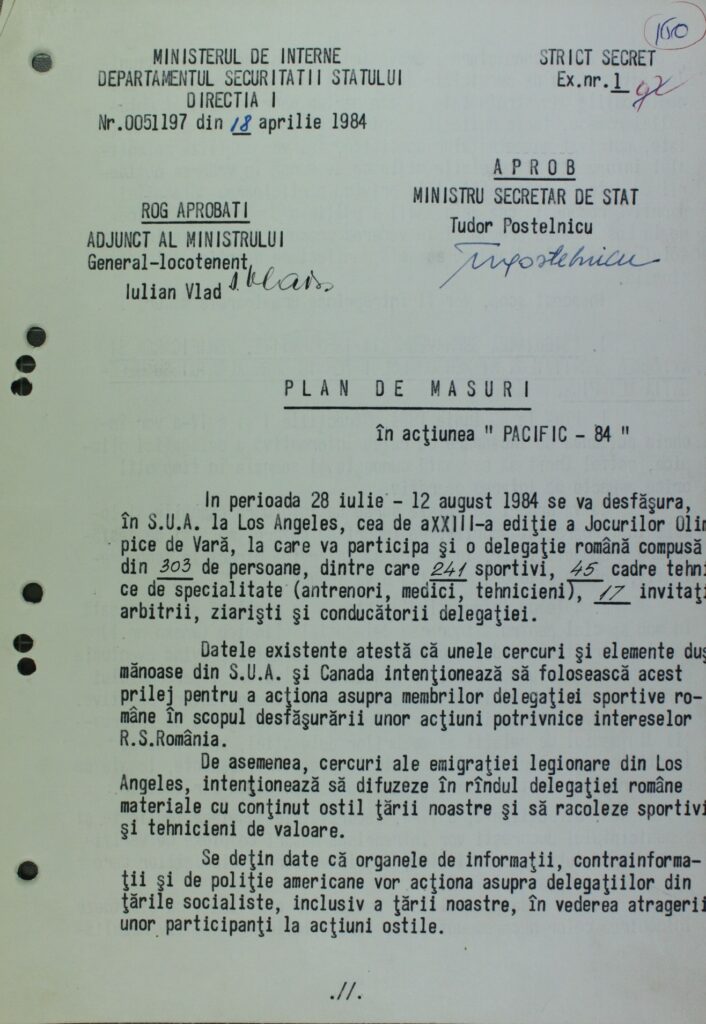 100
MINISTERUL DE INTERNE
DEPARTAMENTUL SECURITATII STATULUI
DIRECTIA I
Nr.0051197 din 18 aprilie 1984
STRICT SECRET
Ex.nr.1
APROB
MINISTRU SECRETAR DE STAT
Tudor Postelnicu
Tr.Postelnicu
ROG APROBATI
ADJUNCT AL MINISTRULUI
General-locotenent
Iulian Vlad
I.Vlad
PLAN DE MASURI
în acţiunea " PACIFIC - 84 "
In perioada 28 iulie - 12 august 1984 se va desfăşura,
în S.U.A. la Los Angeles, cea de aXXIII-a ediţie a Jocurilor Olim
pice de Vară, la care va participa şi o delegaţie română compusă
din 303 de persoane, dintre care 241 sportivi, 45 cadre tehni
ce de specialitate (antrenori, medici, tehnicieni), 17 invitaţi
arbitrii, ziarişti şi conducătorii delegaţiei.
Datele existente atestă că unele cercuri şi elemente duş
mănoase din S.U.A. şi Canada intenţionează să folosească acest
prilej pentru a acţiona asupra membrilor delegaţiei sportive ro-
mâne în scopul desfăşurării unor acţiuni potrivnice intereselor
R.S.România.
De asemenea, cercuri ale emigraţiei legionare din Los
Angeles, intenţionează să difuzeze în rîndul delegaţiei române
materiale cu conţinut ostil ţării noastre şi să racoleze sportivi
şi tehnicieni de valoare.
Se deţin date că organele de informaţii, contrainforma-
ţii şi de poliţie americane vor acţiona asupra delegaţiilor din
ţările socialiste, inclusiv a ţării noastre, în vederea atragerii
unor participanţi la acţiuni ostile.
.//.